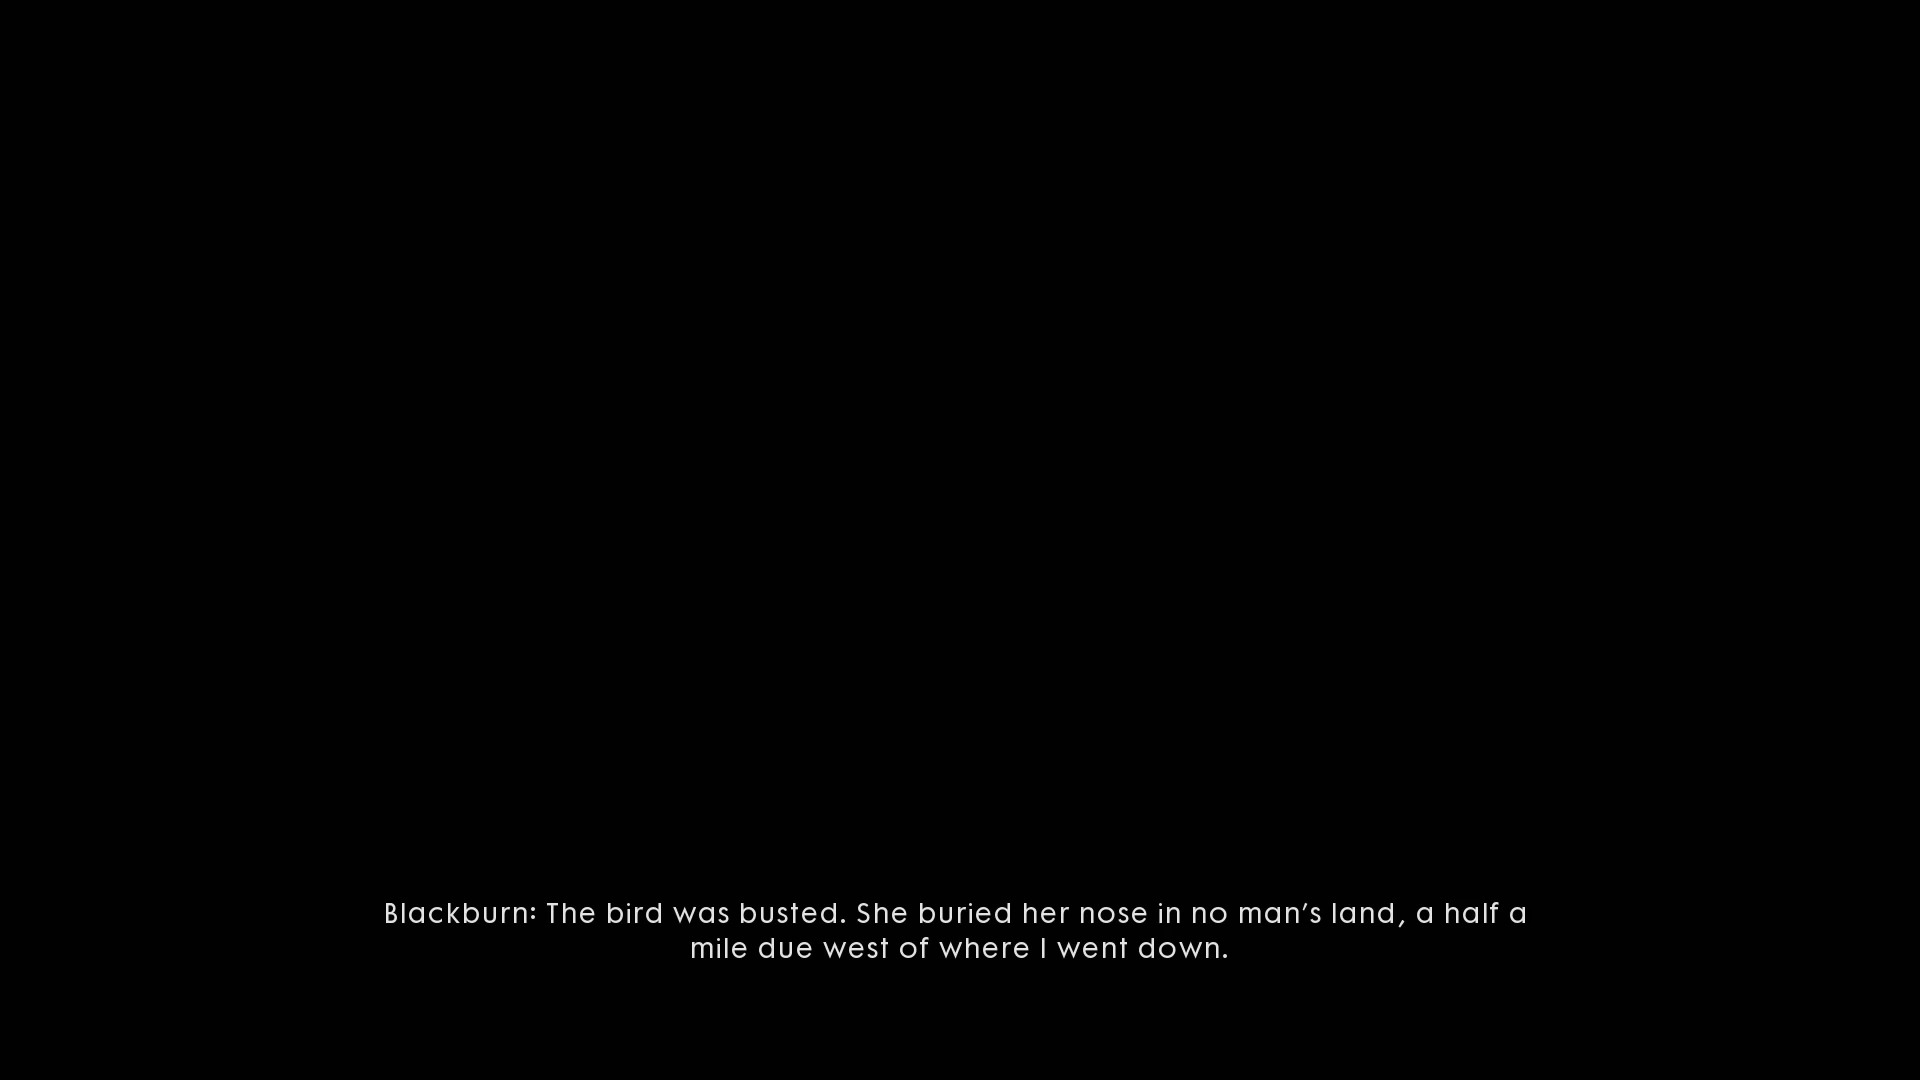 Blackburn: The bird was busted. She buried her nose in no man’s land, a half a
mile due west of where I went down.